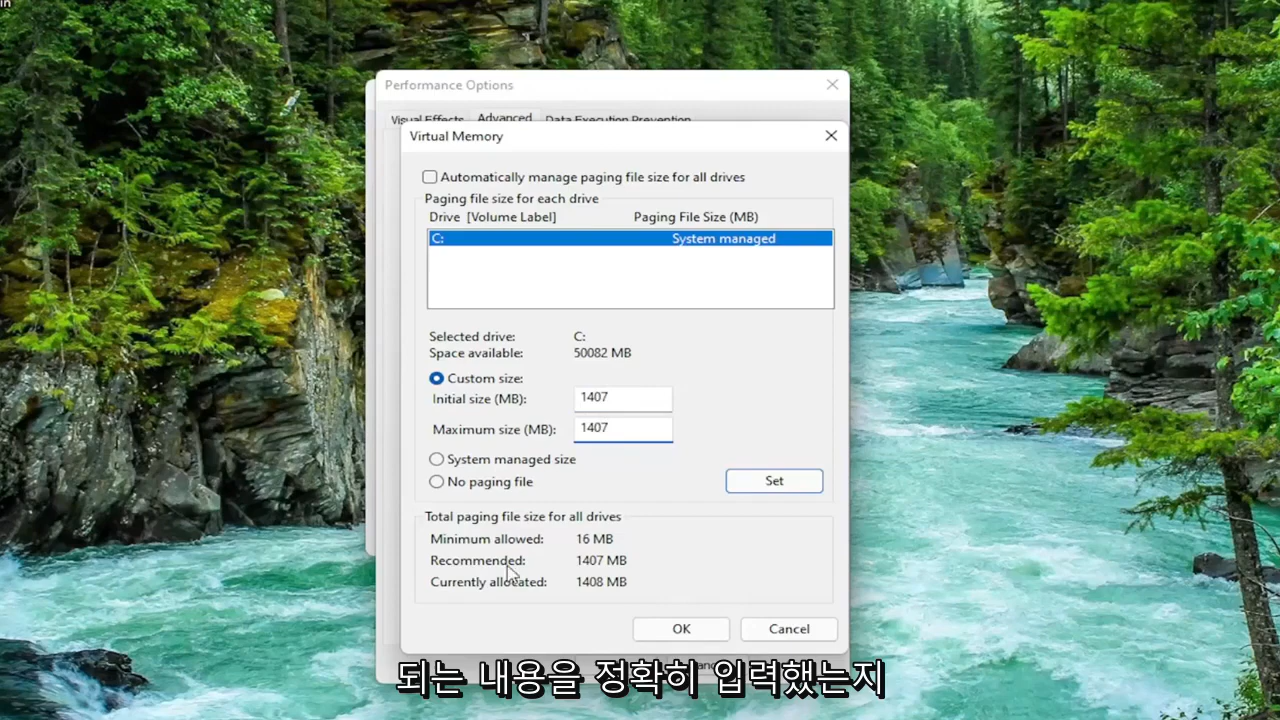 in
Performance Options
Visual Effects Advanced Data Execution Prevention
Virtual Memory
Automatically manage paging file size for all drives
Paging file size for each drive
Drive [Volume Label] Paging File Size (MB)
C: System managed
Selected drive: C:
Space available: 50082 MB
Custom size:
Initial size (MB): 1407
Maximum size (MB): 1407
System managed size
No paging file
Set
Total paging file size for all drives
Minimum allowed: 16 MB
Recommended: 1407 MB
Currently allocated: 1408 MB
OK Cancel
되는 내용을 정확히 입력했는지